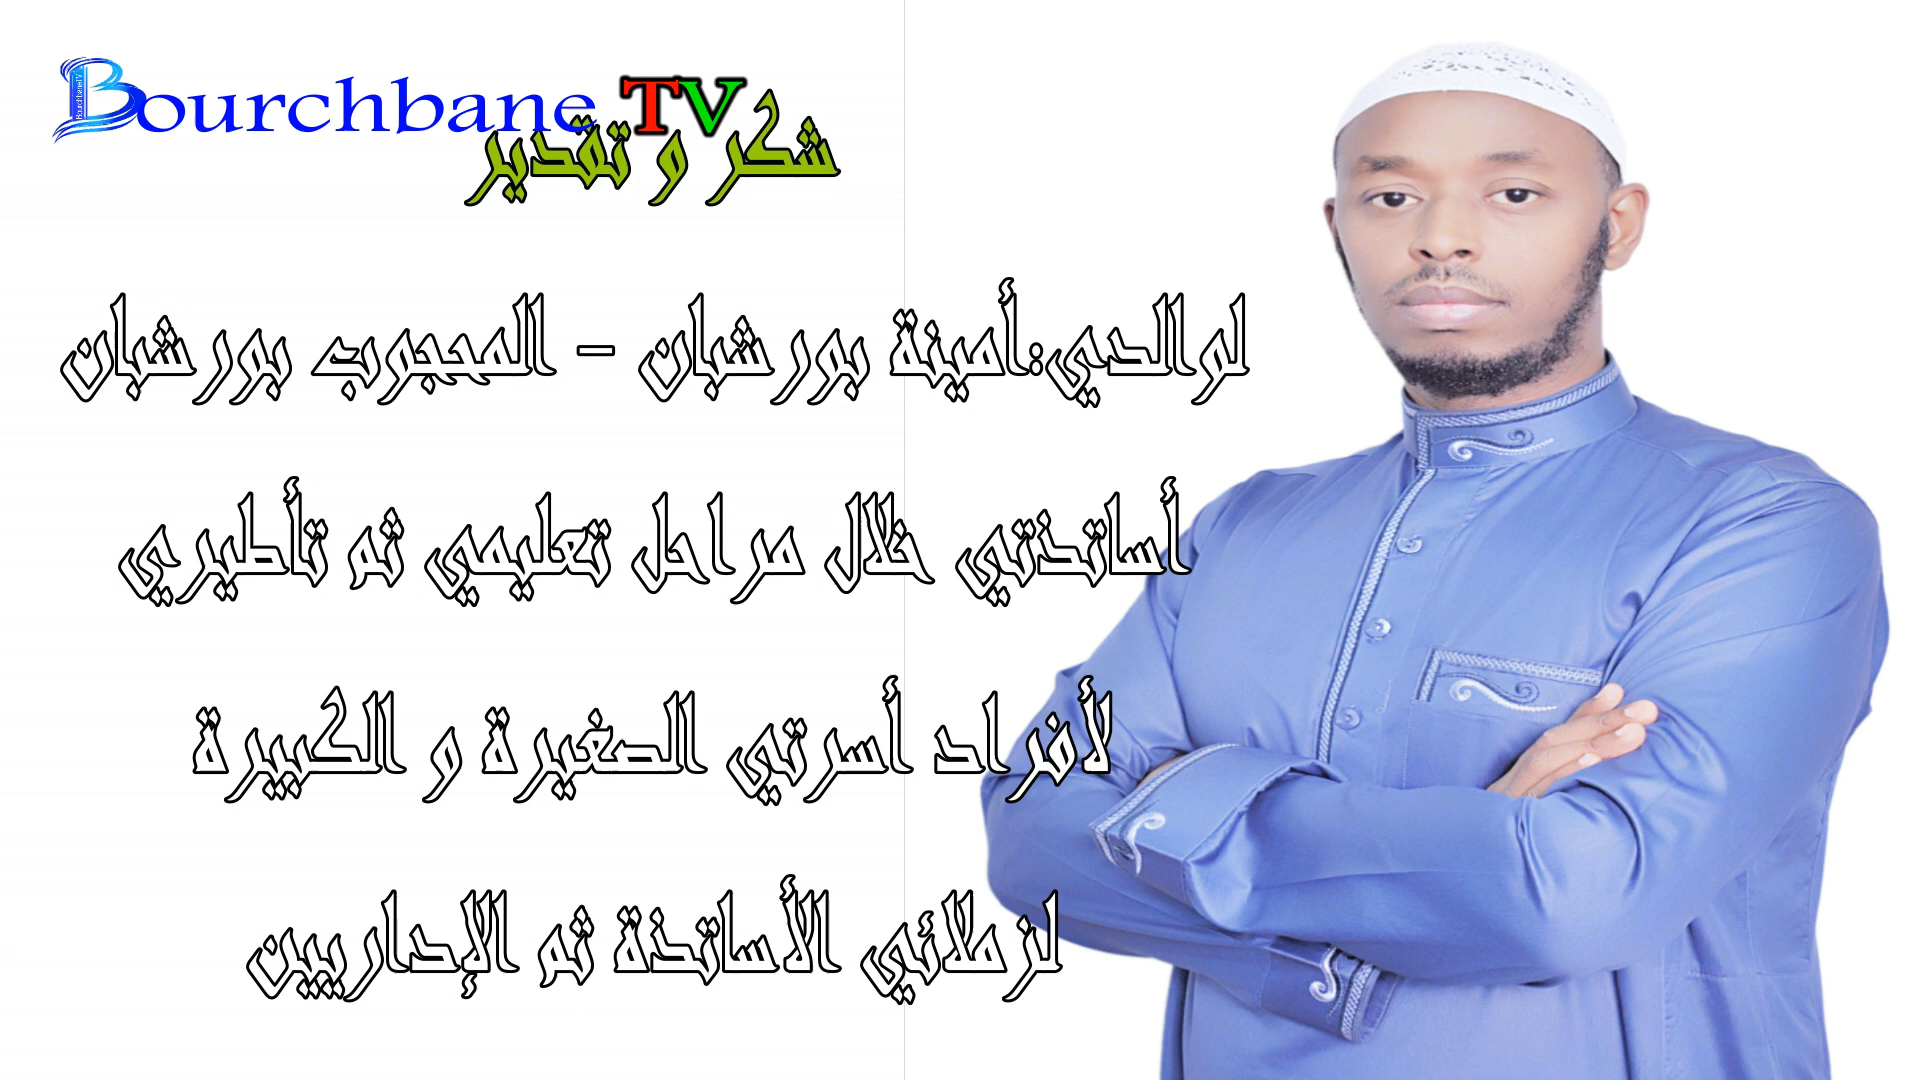 Bourchbane TV
BourchbaneTV
شكر و تقدير
لوالدي:أمينة بورشبان - المحجوب بورشبان
أساتذتي خلال مراحل تعليمي ثم تأطيري
لأفراد أسرتي الصغيرة و الكبيرة
لزملائي الأساتذة ثم الإداريين